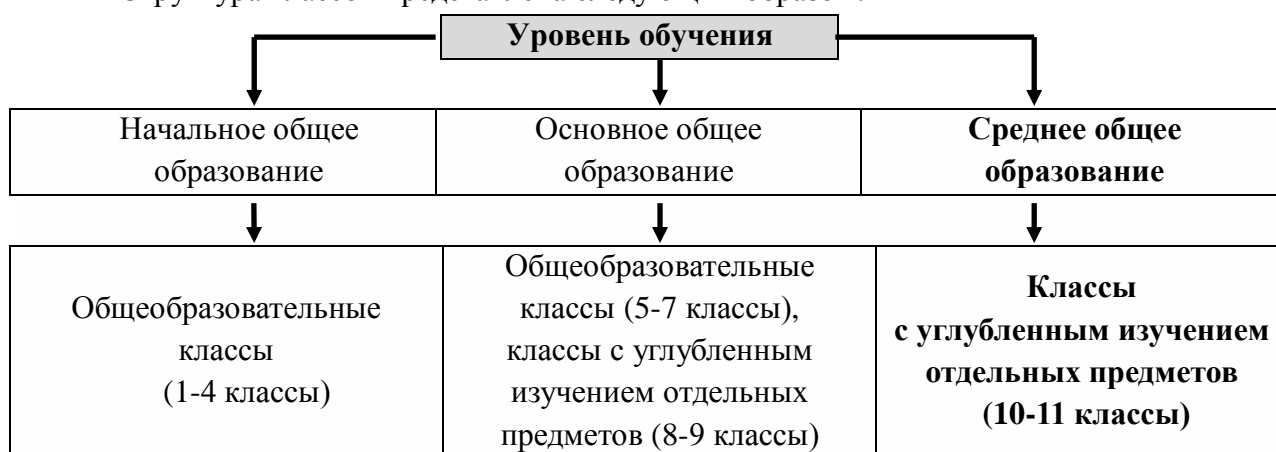 Уровень обучения
Начальное общее
образование
Основное общее
образование
Среднее общее
образование
Общеобразовательные
классы
(1-4 классы)
Общеобразовательные
классы (5-7 классы),
классы с углубленным
изучением отдельных
предметов (8-9 классы)
Классы
с углубленным изучением
отдельных предметов
(10-11 классы)